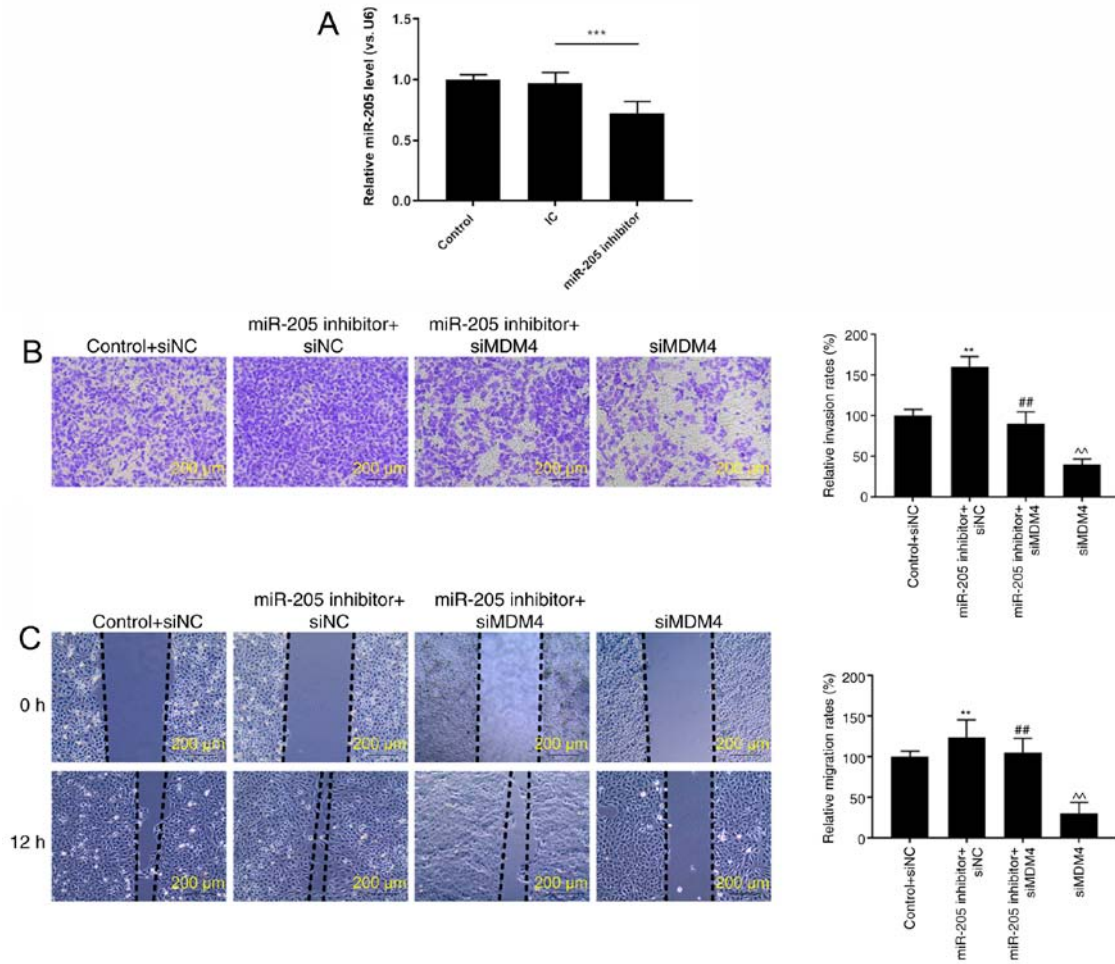 A
Relative miR-205 level (vs. U6)
1.5
1.0
0.5
0.0
***
Control
IC
miR-205 inhibitor
B
Control+siNC
miR-205 inhibitor+
siNC
miR-205 inhibitor+
siMDM4
siMDM4
200 µm
200 µm
200 µm
200 µm
Relative invasion rates (%)
200
150
100
50
0
**
##
^^
Control+siNC
miR-205 inhibitor+
siNC
miR-205 inhibitor+
siMDM4
siMDM4
C
Control+siNC
miR-205 inhibitor+
siNC
miR-205 inhibitor+
siMDM4
siMDM4
0 h
200 µm
200 µm
200 µm
200 µm
12 h
200 µm
200 µm
200 µm
200 µm
Relative migration rates (%)
200
150
100
50
0
**
##
^^
Control+siNC
miR-205 inhibitor+
siNC
miR-205 inhibitor+
siMDM4
siMDM4